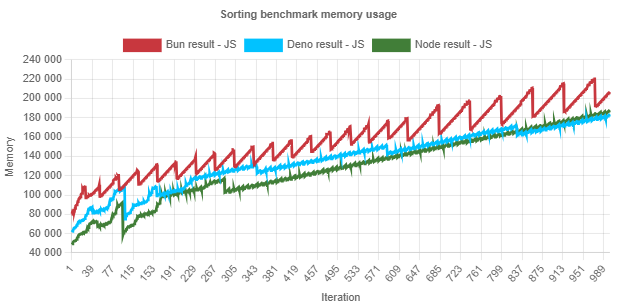 Sorting benchmark memory usage
Bun result - JS Deno result - JS Node result - JS
240 000
220 000
200 000
180 000
160 000
140 000
120 000
100 000
80 000
60 000
40 000
Memory
1 39 77 115 153 191 229 267 305 343 381 419 457 495 533 571 609 647 685 723 761 799 837 875 913 951 989
Iteration